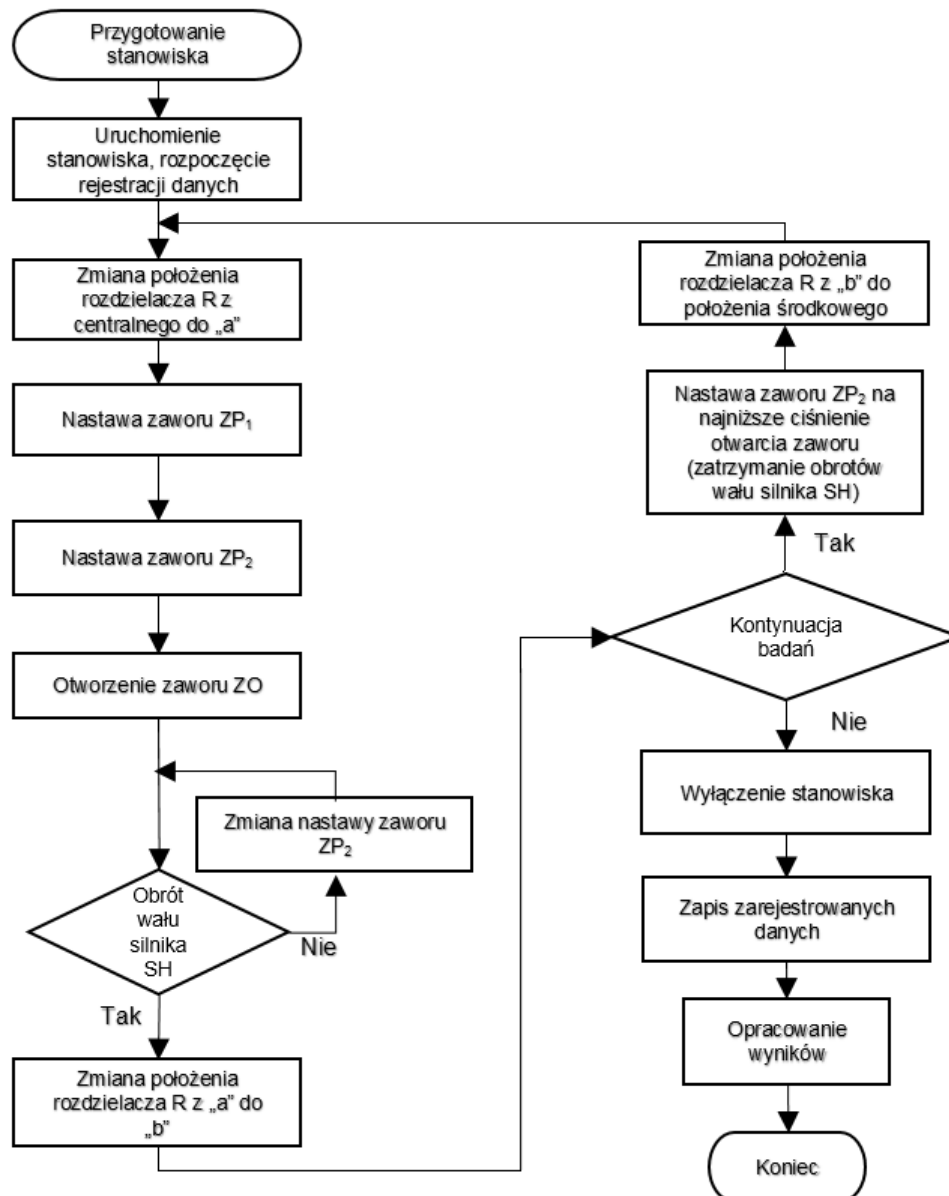 Przygotowanie
stanowiska
Uruchomienie
stanowiska, rozpoczęcie
rejestracji danych
Zmiana położenia
rozdzielacza R z
centralnego do „a”
Nastawa zaworu ZP₁
Nastawa zaworu ZP₂
Otworzenie zaworu ZO
Zmiana nastawy zaworu
ZP₂
Obrót
wału
silnika
SH
Nie
Tak
Zmiana położenia
rozdzielacza R z „a” do
„b”
Zmiana położenia
rozdzielacza R z „b” do
położenia środkowego
Nastawa zaworu ZP₂ na
najniższe ciśnienie
otwarcia zaworu
(zatrzymanie obrotów
wału silnika SH)
Tak
Kontynuacja
badań
Nie
Wyłączenie stanowiska
Zapis zarejestrowanych
danych
Opracowanie
wyników
Koniec